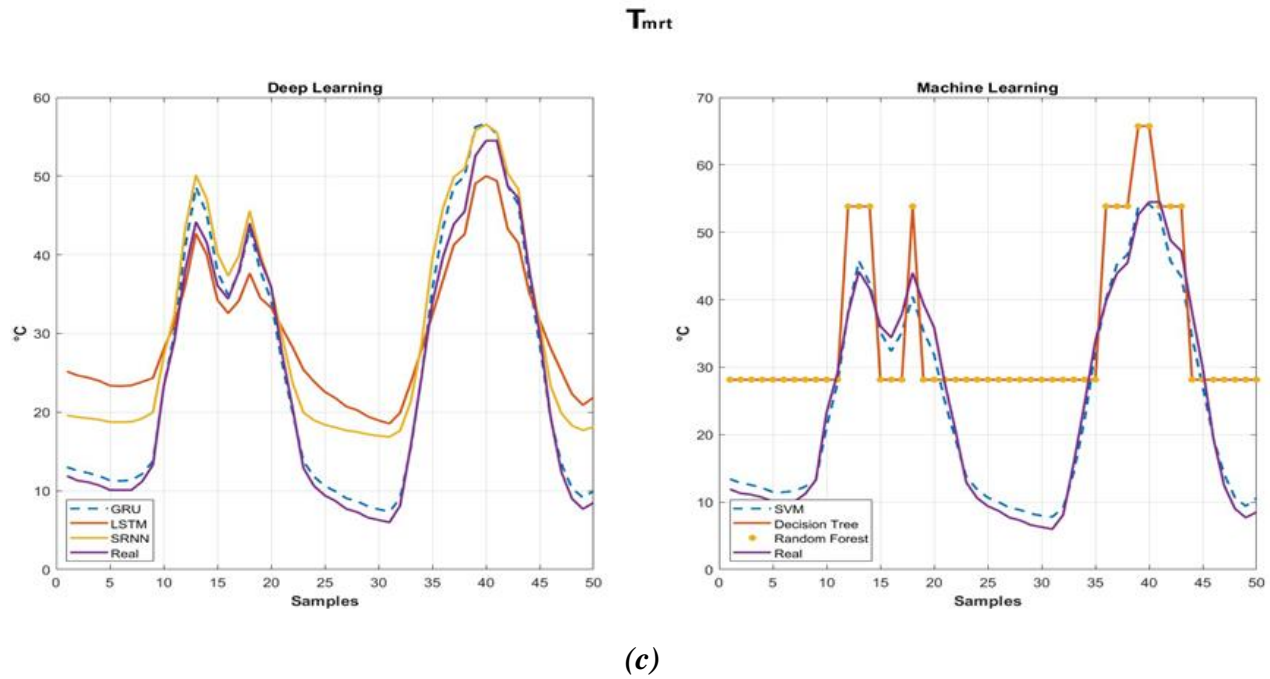 Tmrt
Deep Learning
60
50
40
30
20
10
0
°C
GRU
LSTM
SRNN
Real
0 5 10 15 20 25 30 35 40 45 50
Samples
Machine Learning
70
60
50
40
30
20
10
0
°C
SVM
Decision Tree
Random Forest
Real
0 5 10 15 20 25 30 35 40 45 50
Samples
(c)